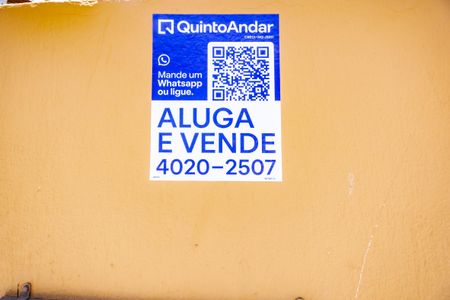 QuintoAndar
Mande um
Whatsapp
ou ligue.
ALUGA
E VENDE
4020-2507